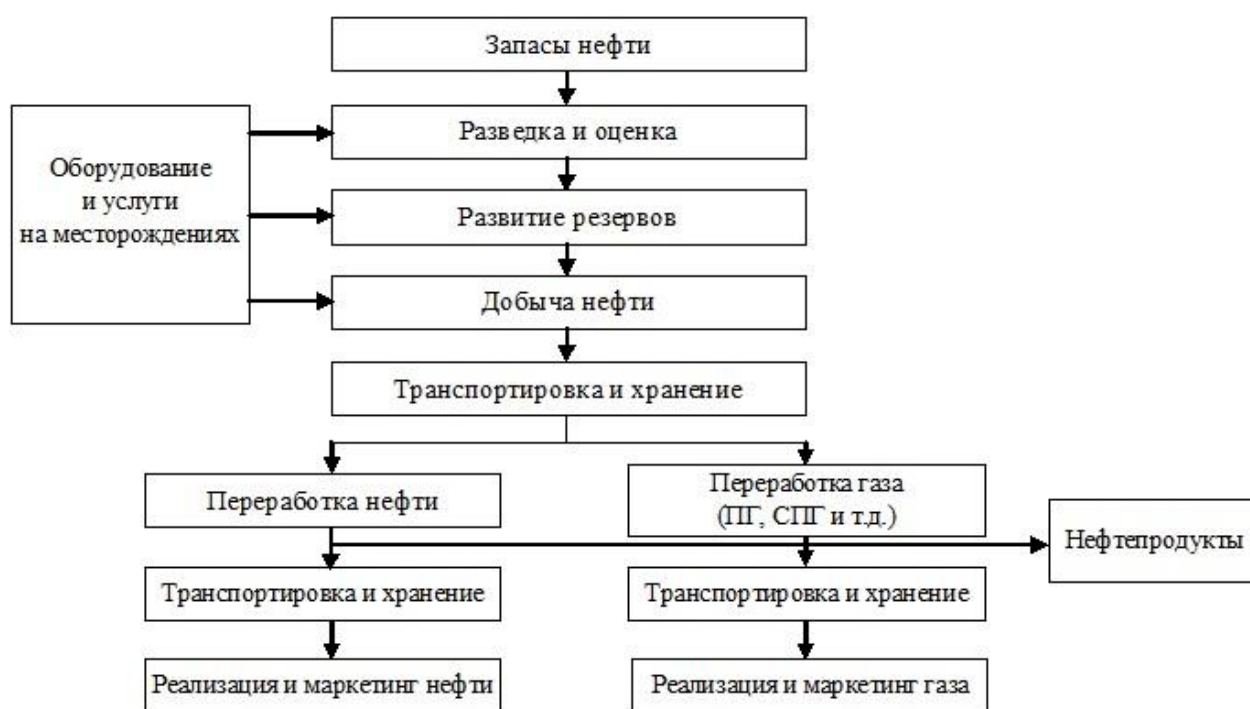 Запасы нефти
Разведка и оценка
Оборудование
и услуги
на месторождениях
Развитие резервов
Добыча нефти
Транспортировка и хранение
Переработка нефти
Переработка газа
(ПГ, СПГ и т.д.)
Нефтепродукты
Транспортировка и хранение
Транспортировка и хранение
Реализация и маркетинг нефти
Реализация и маркетинг газа